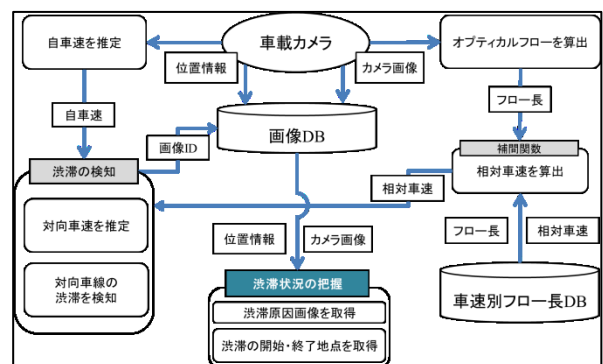 自車速を推定
車載カメラ
オプティカルフローを算出
位置情報
カメラ画像
フロー長
自車速
画像DB
画像ID
補間関数
相対車速を算出
渋滞の検知
相対車速
対向車速を推定
位置情報
カメラ画像
フロー長
相対車速
対向車線の
渋滞を検知
渋滞状況の把握
車速別フロー長DB
渋滞原因画像を取得
渋滞の開始・終了地点を取得